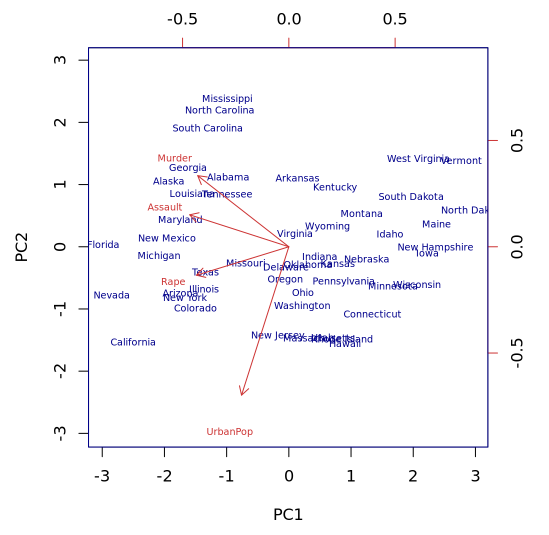 -0.5 0.0 0.5
3
Mississippi
North Carolina
2
South Carolina
0.5
Murder
West Virginia
Vermont
Georgia
Alabama
Arkansas
Alaska
1
Kentucky
Louisiana
Tennessee
South Dakota
Assault
North Dak
Montana
Maryland
Maine
Wyoming
Virginia
Idaho
New Mexico
Florida
0
New Hampshire
0.0
PC2
Iowa
Michigan
Indiana
Nebraska
Missouri
Oklahoma
Kansas
Delaware
Texas
Oregon
Rape
Pennsylvania
Wisconsin
Minnesota
Illinois
Arizona
Ohio
Nevada
New York
Washington
-1
Colorado
Connecticut
New Jersey
Massachusetts
Rhode Island
California
Hawaii
-0.5
-2
UrbanPop
-3
-3 -2 -1 0 1 2 3
PC1